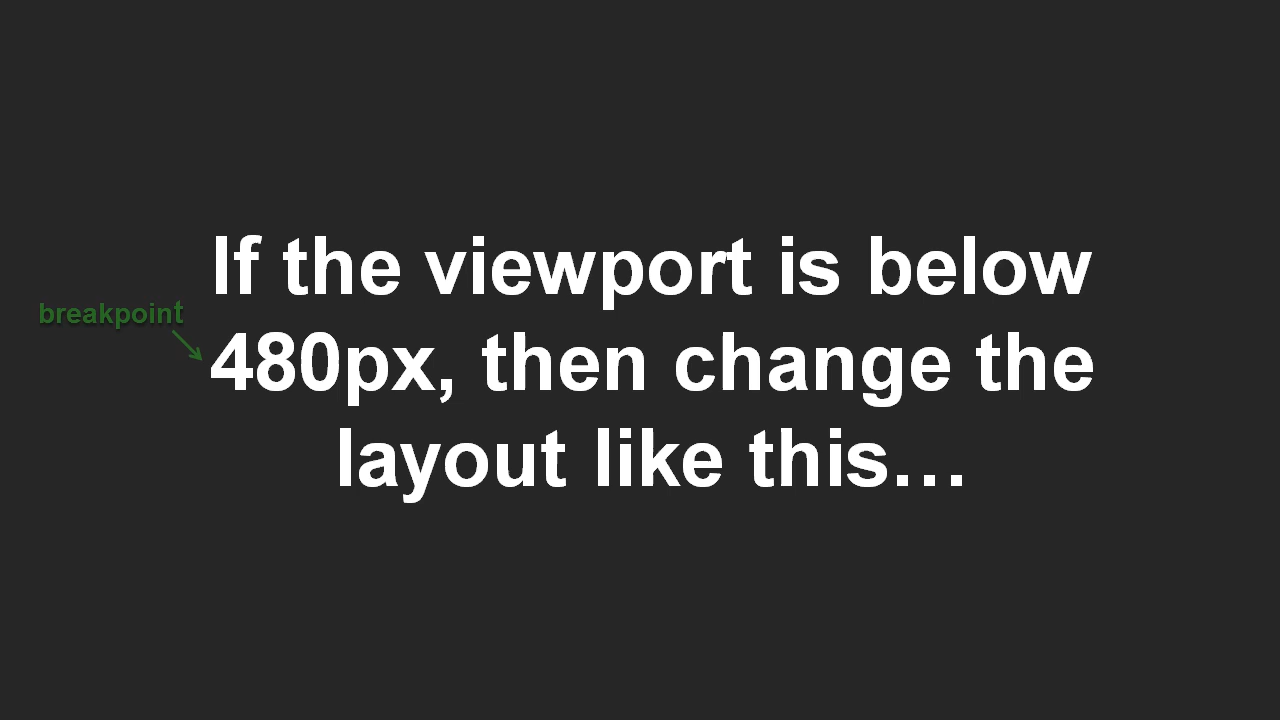 If the viewport is below
breakpoint
480px, then change the
layout like this…